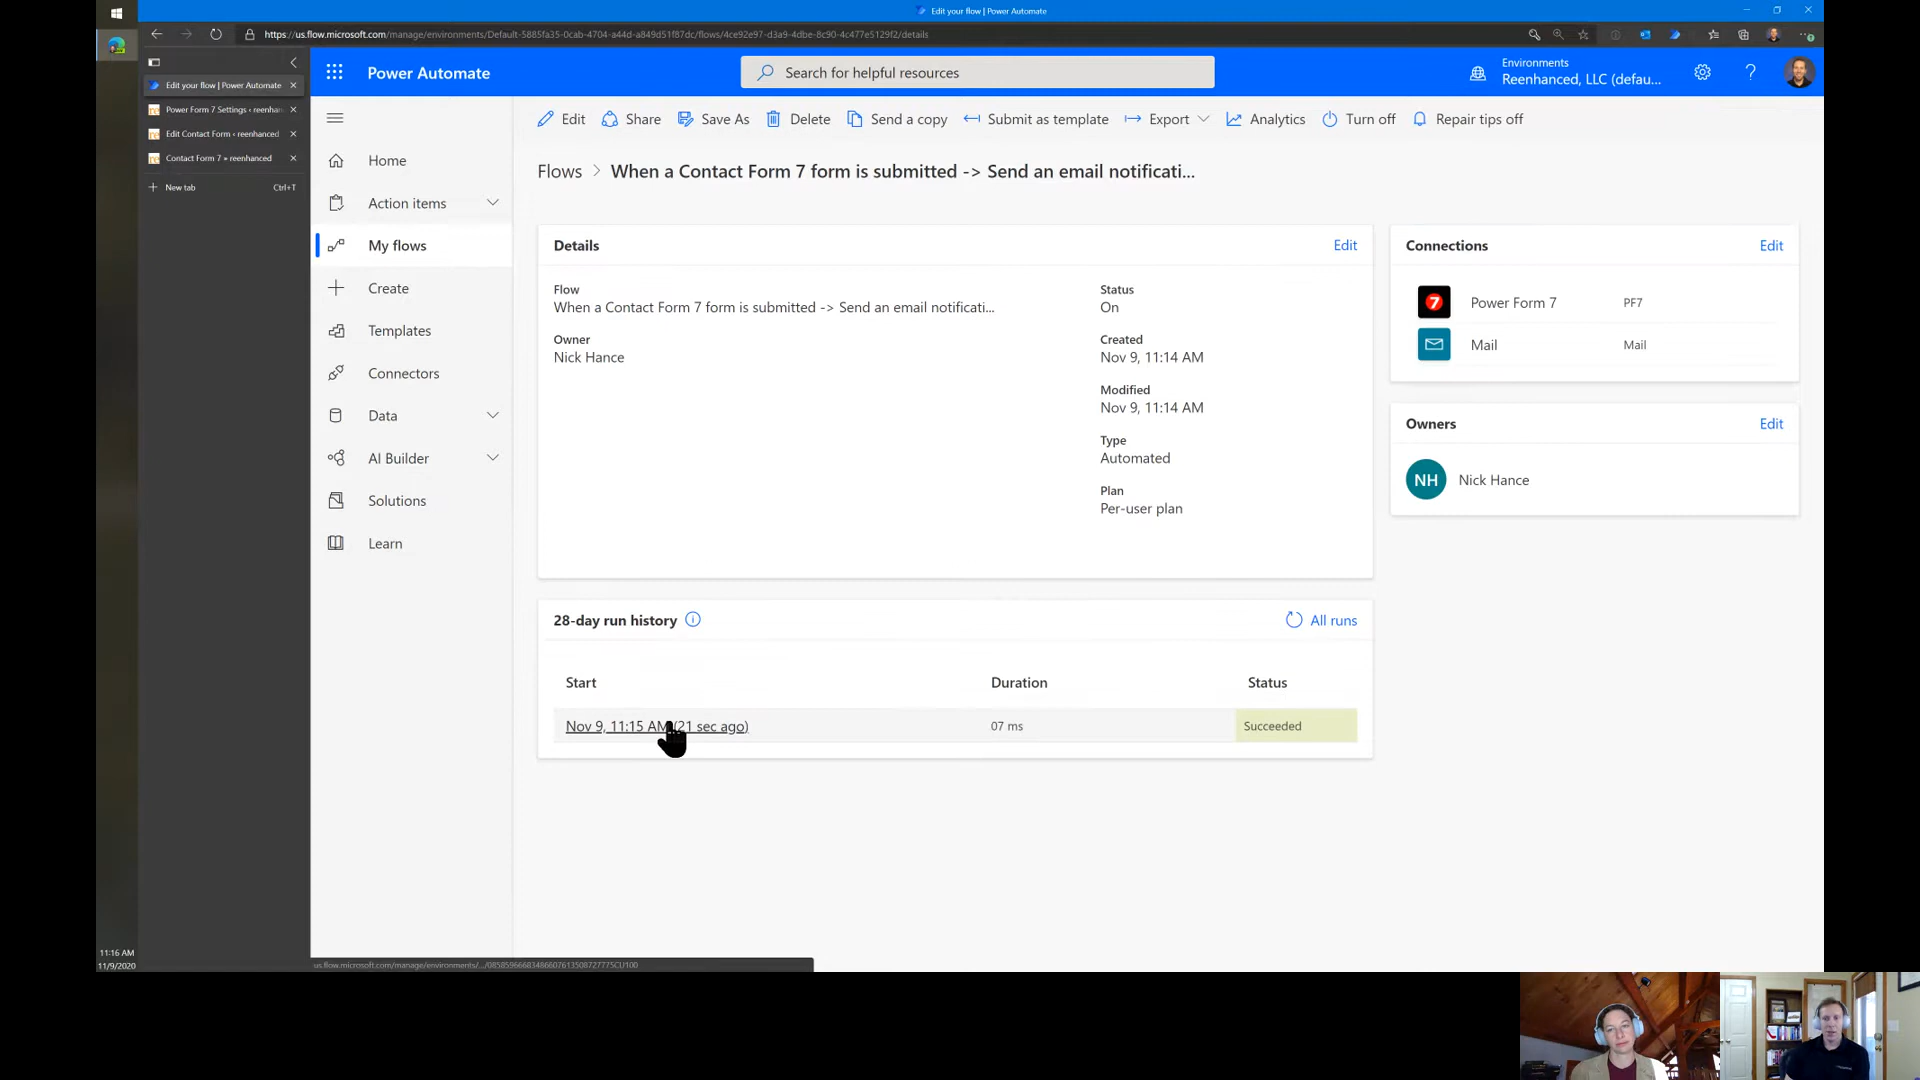 Edit your flow | Power Automate
https://us.flow.microsoft.com/manage/environments/Default-5885fa35-0cab-4704-a44d-a849d51f87dc/flows/4ce92e97-d3a9-4dbe-8c90-4c477e5129f2/details
Edit your flow | Power Automate
Power Form 7 Settings ‹ reenhan
Edit Contact Form ‹ reenhanced
Contact Form 7 » reenhanced
New tab Ctrl+T
Power Automate
Search for helpful resources
Environments
Reenhanced, LLC (defau...
?
Edit Share Save As Delete Send a copy Submit as template Export Analytics Turn off Repair tips off
Home
Action items
My flows
Create
Templates
Connectors
Data
AI Builder
Solutions
Learn
Flows > When a Contact Form 7 form is submitted -> Send an email notificati...
Details Edit
Flow
When a Contact Form 7 form is submitted -> Send an email notificati...
Owner
Nick Hance
Status
On
Created
Nov 9, 11:14 AM
Modified
Nov 9, 11:14 AM
Type
Automated
Plan
Per-user plan
Connections Edit
7 Power Form 7 PF7
Mail Mail
Owners Edit
NH Nick Hance
28-day run history All runs
Start Duration Status
Nov 9, 11:15 AM (21 sec ago) 07 ms Succeeded
11:16 AM
11/9/2020